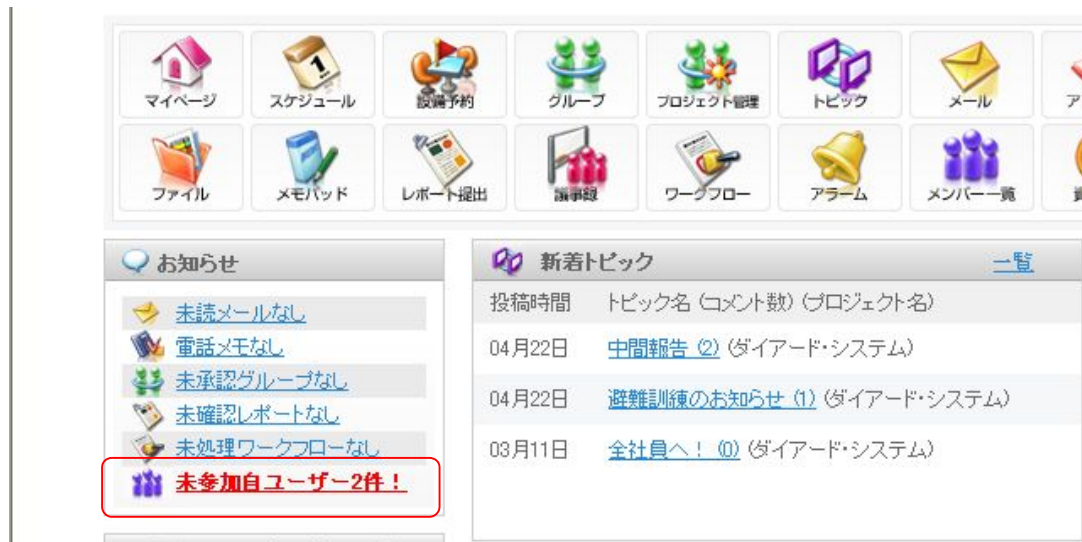 マイページ スケジュール 設備予約 グループ プロジェクト管理 トピック メール
ファイル メモパッド レポート提出 議事録 ワークフロー アラーム メンバー一覧
お知らせ
未読メールなし
電話メモなし
未承認グループなし
未確認レポートなし
未処理ワークフローなし
未参加自ユーザー2件！
新着トピック 一覧
投稿時間 トピック名 (コメント数) (プロジェクト名)
04月22日 中間報告 (2) (ダイアード・システム)
04月22日 避難訓練のお知らせ (1) (ダイアード・システム)
03月11日 全社員へ！ (0) (ダイアード・システム)